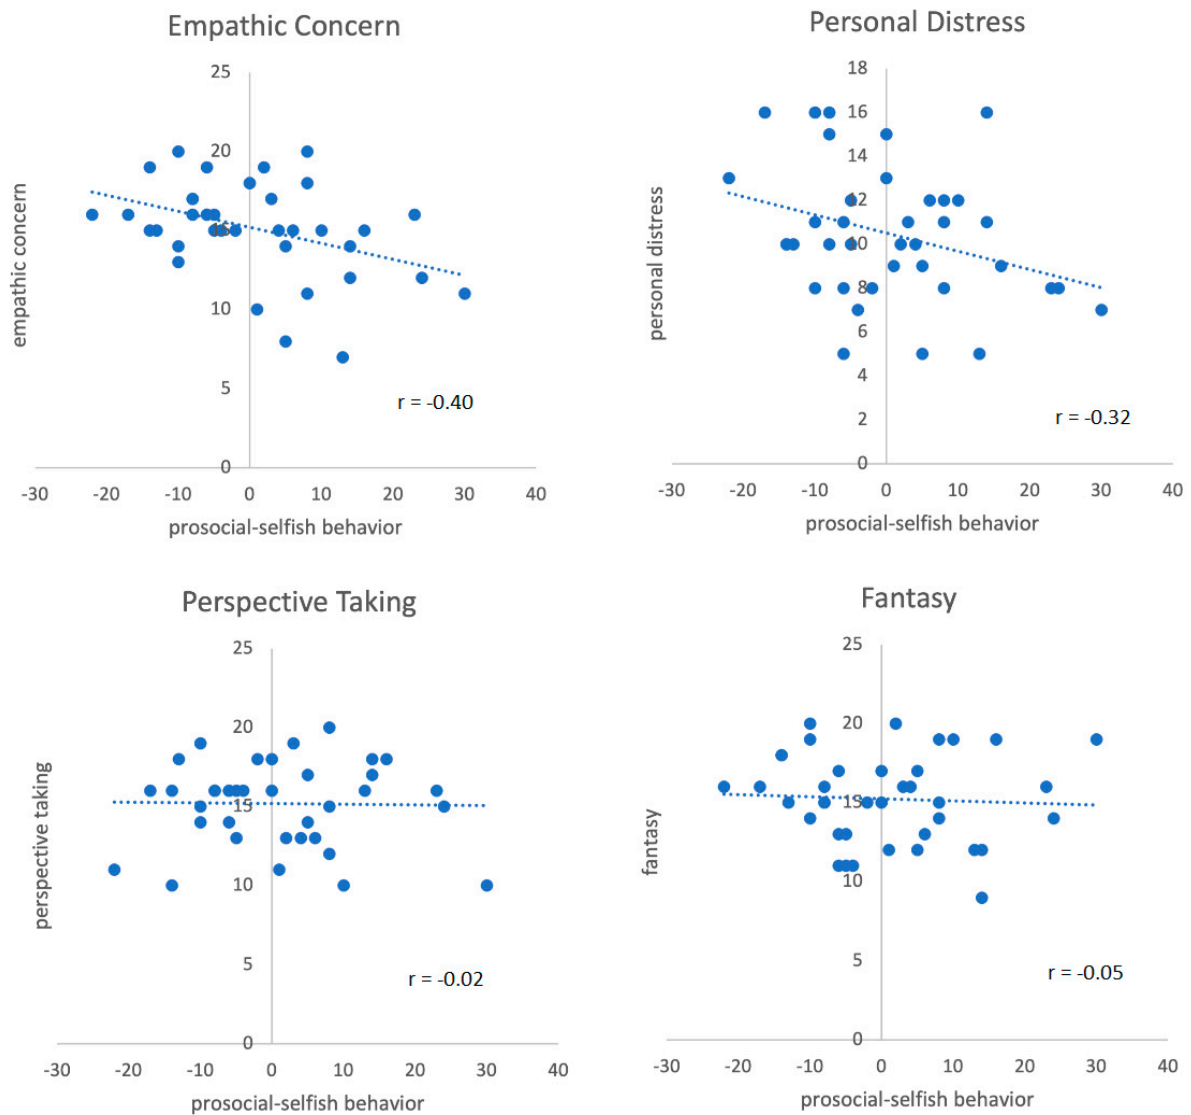 Empathic Concern
25
20
15
10
5
0
-30 -20 -10 0 10 20 30 40
empathic concern
prosocial-selfish behavior
r = -0.40
Personal Distress
18
16
14
12
10
8
6
4
2
0
-30 -20 -10 0 10 20 30 40
personal distress
prosocial-selfish behavior
r = -0.32
Perspective Taking
25
20
15
10
5
0
-30 -20 -10 0 10 20 30 40
perspective taking
prosocial-selfish behavior
r = -0.02
Fantasy
25
20
15
10
5
0
-30 -20 -10 0 10 20 30 40
fantasy
prosocial-selfish behavior
r = -0.05